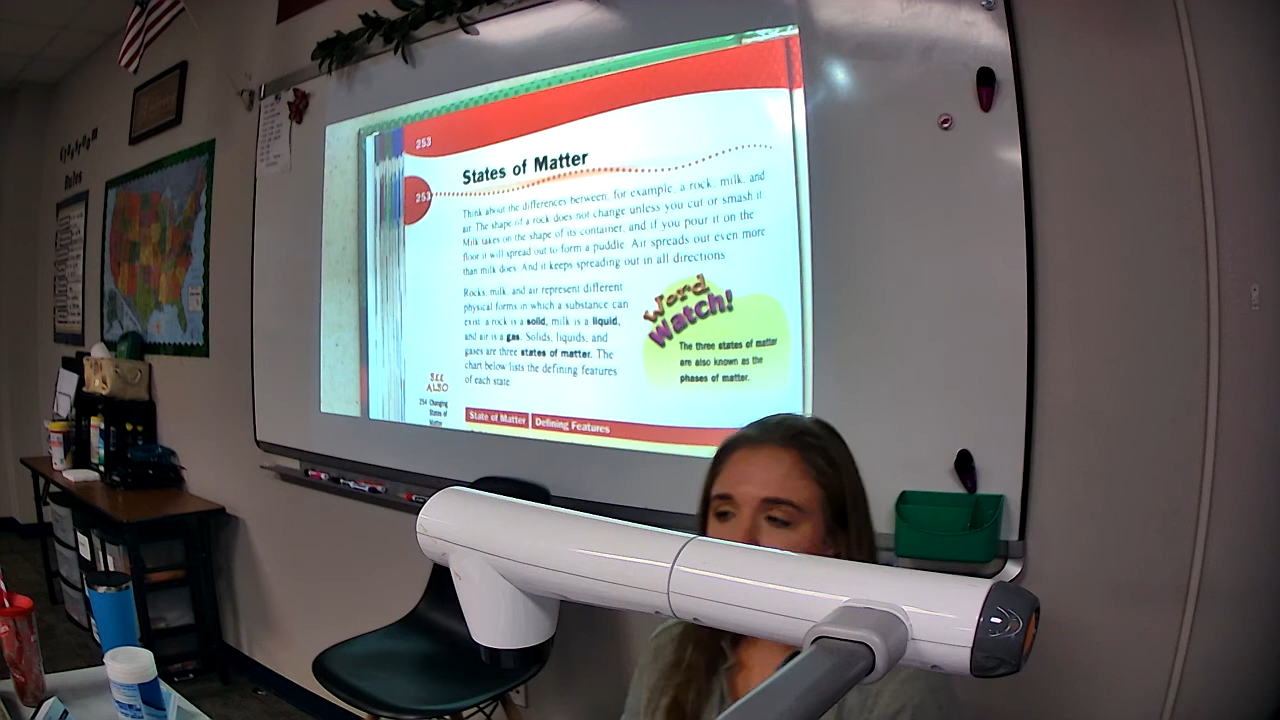 Rules
253
States of Matter
253
Think about the differences between, for example, a rock, milk, and
air. The shape of a rock does not change unless you cut or smash it.
Milk takes on the shape of its container, and if you pour it on the
floor it will spread out to form a puddle. Air spreads out even more
than milk does. And it keeps spreading out in all directions
Rocks, milk, and air represent different
physical forms in which a substance can
exist: a rock is a solid, milk is a liquid,
and air is a gas. Solids, liquids, and
gases are three states of matter. The
chart below lists the defining features
of each state
Word
Watch!
The three states of matter
are also known as the
phases of matter.
SEE
ALSO
254 Changing
States of
Matter
State of Matter Defining Features